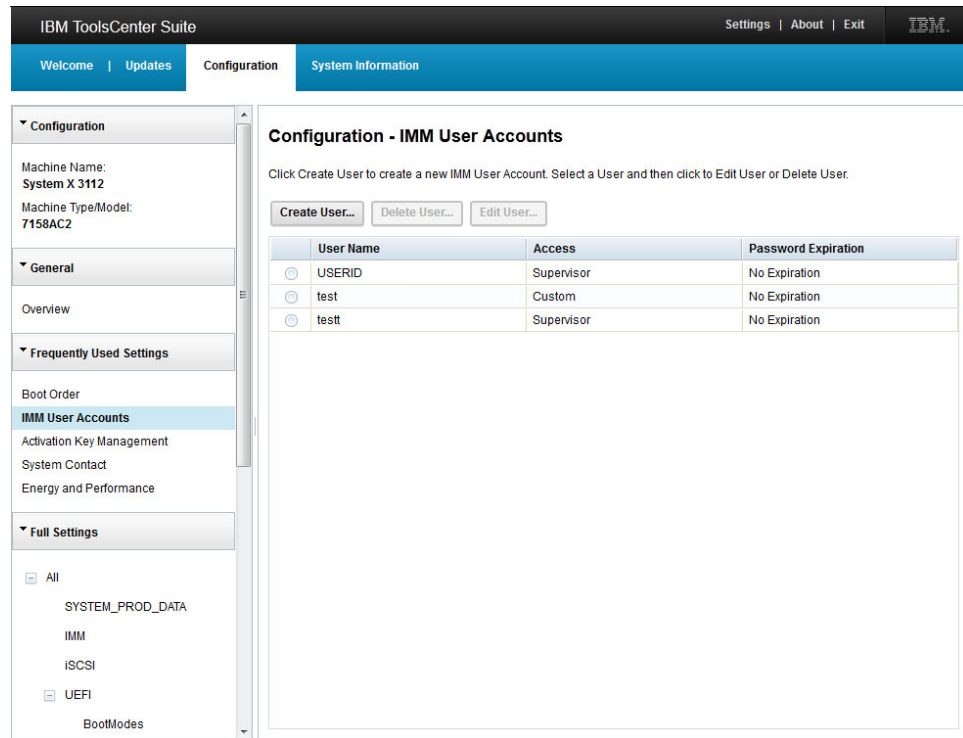 IBM ToolsCenter Suite
Settings | About | Exit
IBM.
Welcome | Updates
Configuration
System Information
Configuration
Machine Name:
System X 3112
Machine Type/Model:
7158AC2
General
Overview
Frequently Used Settings
Boot Order
IMM User Accounts
Activation Key Management
System Contact
Energy and Performance
Full Settings
All
SYSTEM_PROD_DATA
IMM
iSCSI
UEFI
BootModes
Configuration - IMM User Accounts
Click Create User to create a new IMM User Account. Select a User and then click to Edit User or Delete User.
Create User... Delete User... Edit User...
User Name Access Password Expiration
USERID Supervisor No Expiration
test Custom No Expiration
testt Supervisor No Expiration